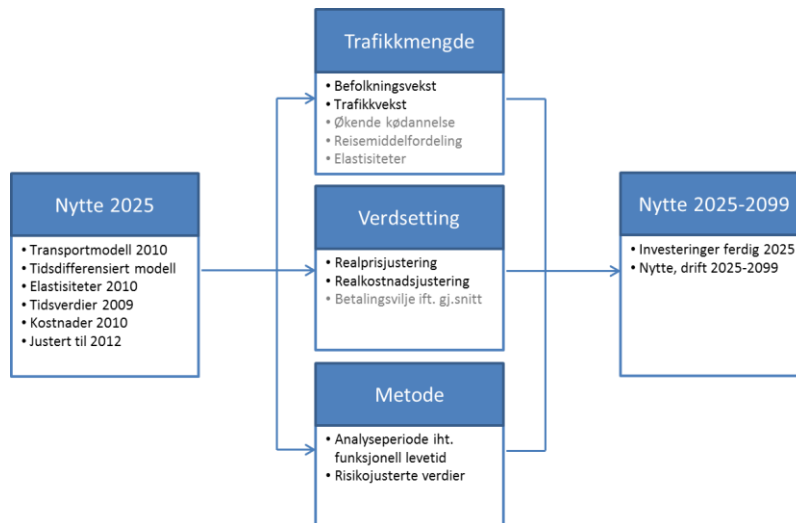 Nytte 2025
• Transportmodell 2010
• Tidsdifferensiert modell
• Elastisiteter 2010
• Tidsverdier 2009
• Kostnader 2010
• Justert til 2012
Trafikkmengde
• Befolkningsvekst
• Trafikkvekst
• Økende kødannelse
• Reisemiddelfordeling
• Elastisiteter
Verdsetting
• Realprisjustering
• Realkostnadsjustering
• Betalingsvilje ift. gj.snitt
Metode
• Analyseperiode iht.
funksjonell levetid
• Risikojusterte verdier
Nytte 2025-2099
• Investeringer ferdig 2025
• Nytte, drift 2025-2099